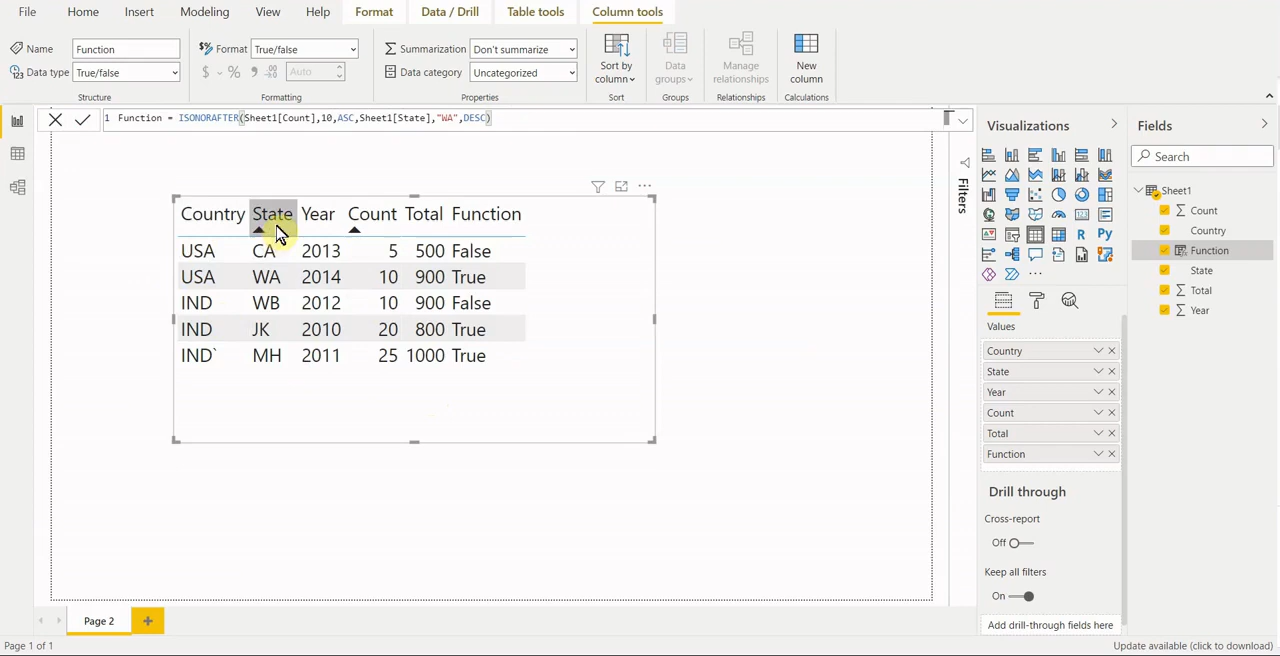 File Home Insert Modeling View Help Format Data / Drill Table tools Column tools
Name Function
Data type True/false
Structure
Format True/false
$ % Auto
Formatting
Summarization Don't summarize
Data category Uncategorized
Properties
Sort by
column
Sort
Data
groups
Groups
Manage
relationships
Relationships
New
column
Calculations
1 Function = ISONORAFTER(Sheet1[Count],10,ASC,Sheet1[State],"WA",DESC)
Country State Year Count Total Function
USA CA 2013 5 500 False
USA WA 2014 10 900 True
IND WB 2012 10 900 False
IND JK 2010 20 800 True
IND` MH 2011 25 1000 True
Filters
Visualizations
R Py
123
Values
Country
State
Year
Count
Total
Function
Drill through
Cross-report
Off
Keep all filters
On
Add drill-through fields here
Fields
Search
Sheet1
Count
Country
Function
State
Total
Year
Page 2
Page 1 of 1
Update available (click to download)